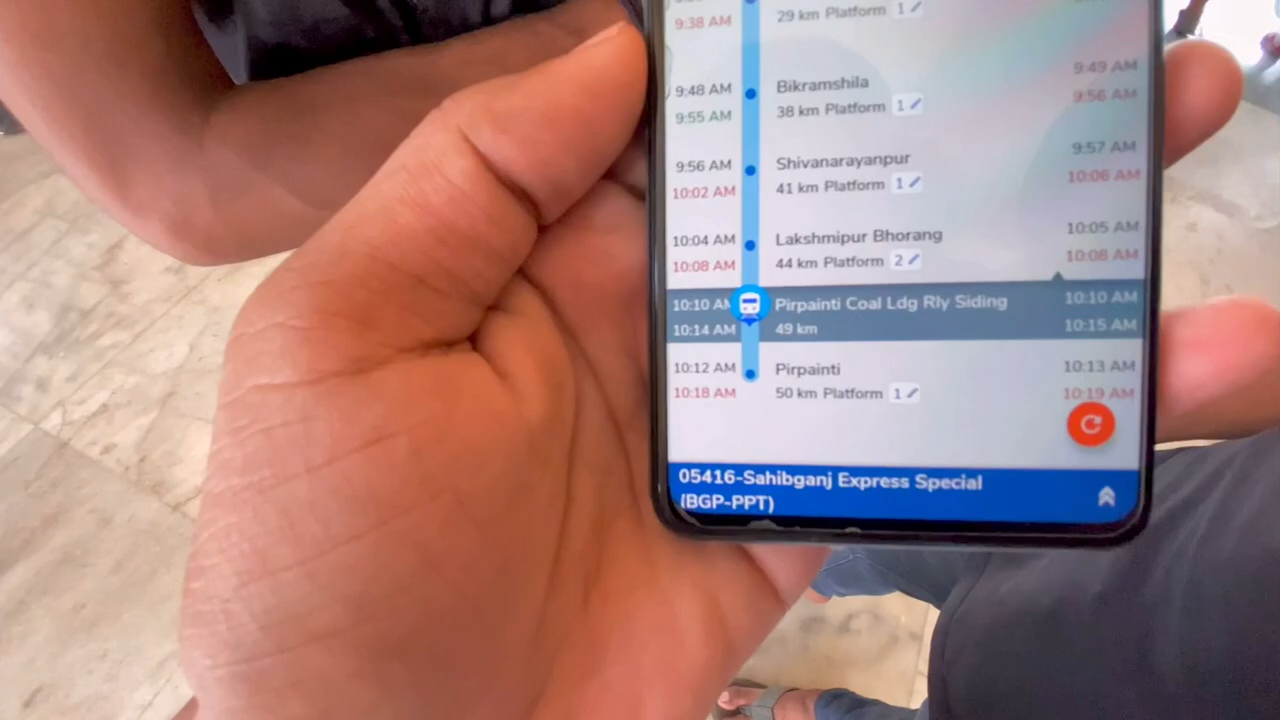 9:38 AM 29 km Platform 1
9:48 AM Bikramshila 9:49 AM
9:55 AM 38 km Platform 1 9:56 AM
9:56 AM Shivanarayanpur 9:57 AM
10:02 AM 41 km Platform 1 10:06 AM
10:04 AM Lakshmipur Bhorang 10:05 AM
10:08 AM 44 km Platform 2 10:08 AM
10:10 AM Pirpainti Coal Ldg Rly Siding 10:10 AM
10:14 AM 49 km 10:15 AM
10:12 AM Pirpainti 10:13 AM
10:18 AM 50 km Platform 1 10:19 AM
05416-Sahibganj Express Special
(BGP-PPT)